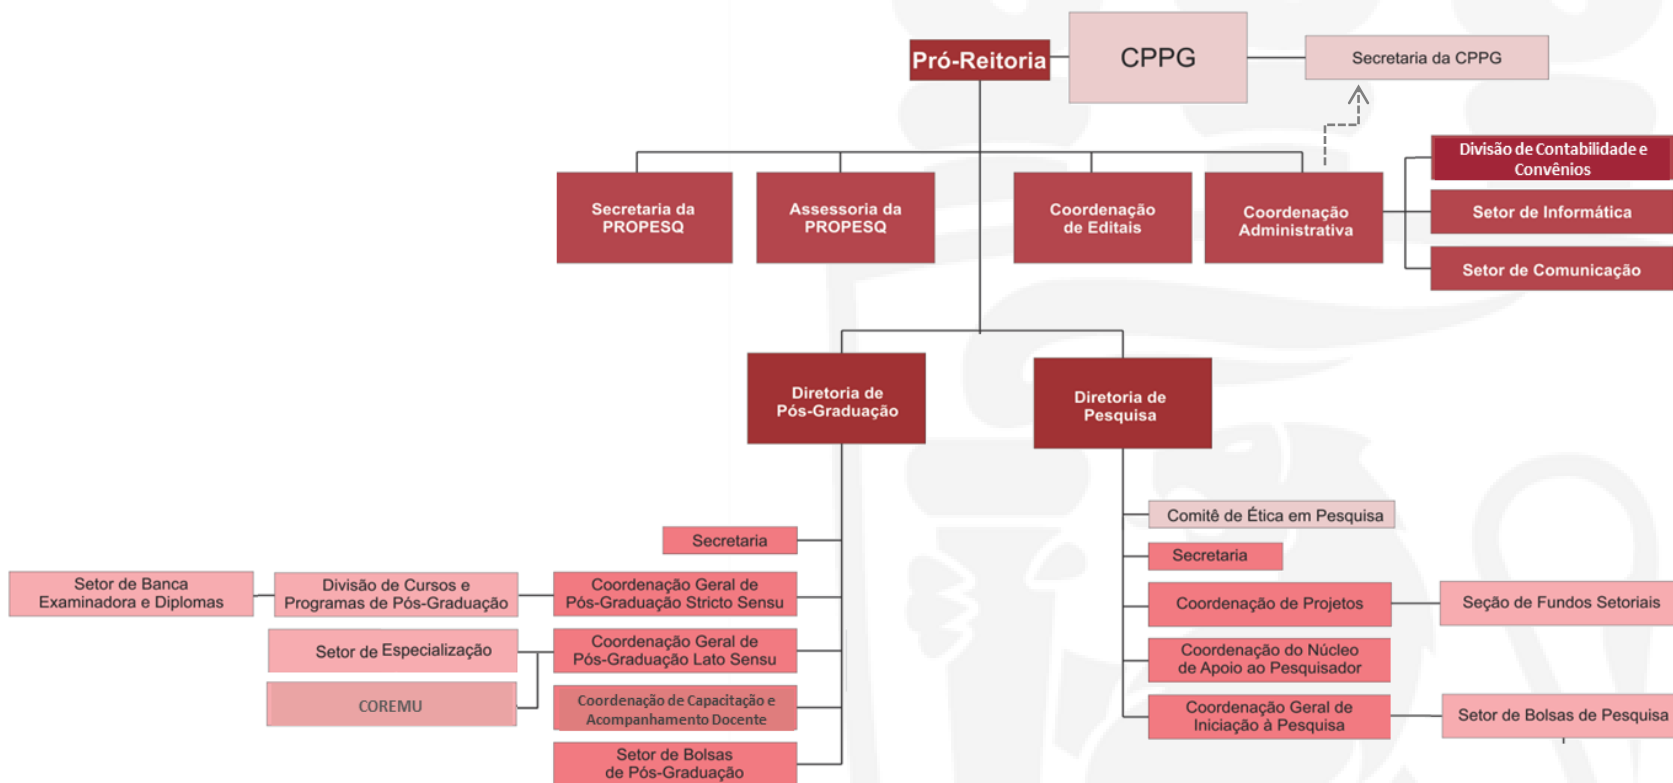 Pró-Reitoria
CPPG
Secretaria da CPPG
Divisão de Contabilidade e
Convênios
Secretaria da
PROPESQ
Assessoria da
PROPESQ
Coordenação
de Editais
Coordenação
Administrativa
Setor de Informática
Setor de Comunicação
Diretoria de
Pós-Graduação
Diretoria de
Pesquisa
Secretaria
Setor de Banca
Examinadora e Diplomas
Divisão de Cursos e
Programas de Pós-Graduação
Coordenação Geral de
Pós-Graduação Stricto Sensu
Setor de Especialização
Coordenação Geral de
Pós-Graduação Lato Sensu
COREMU
Coordenação de Capacitação e
Acompanhamento Docente
Setor de Bolsas
de Pós-Graduação
Comitê de Ética em Pesquisa
Secretaria
Coordenação de Projetos
Seção de Fundos Setoriais
Coordenação do Núcleo
de Apoio ao Pesquisador
Coordenação Geral de
Iniciação à Pesquisa
Setor de Bolsas de Pesquisa